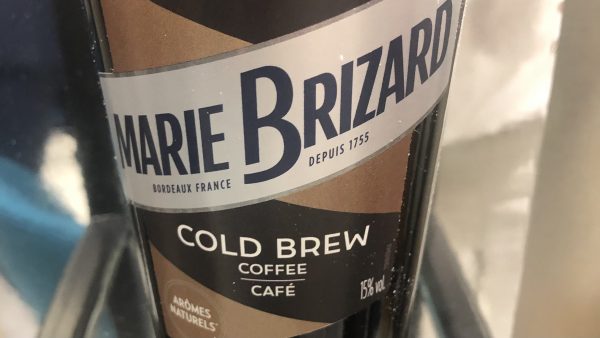 MARIE BRIZARD
BORDEAUX FRANCE
DEPUIS 1755
COLD BREW
COFFEE
CAFÉ
15% vol.
ARÔMES
NATURELS*